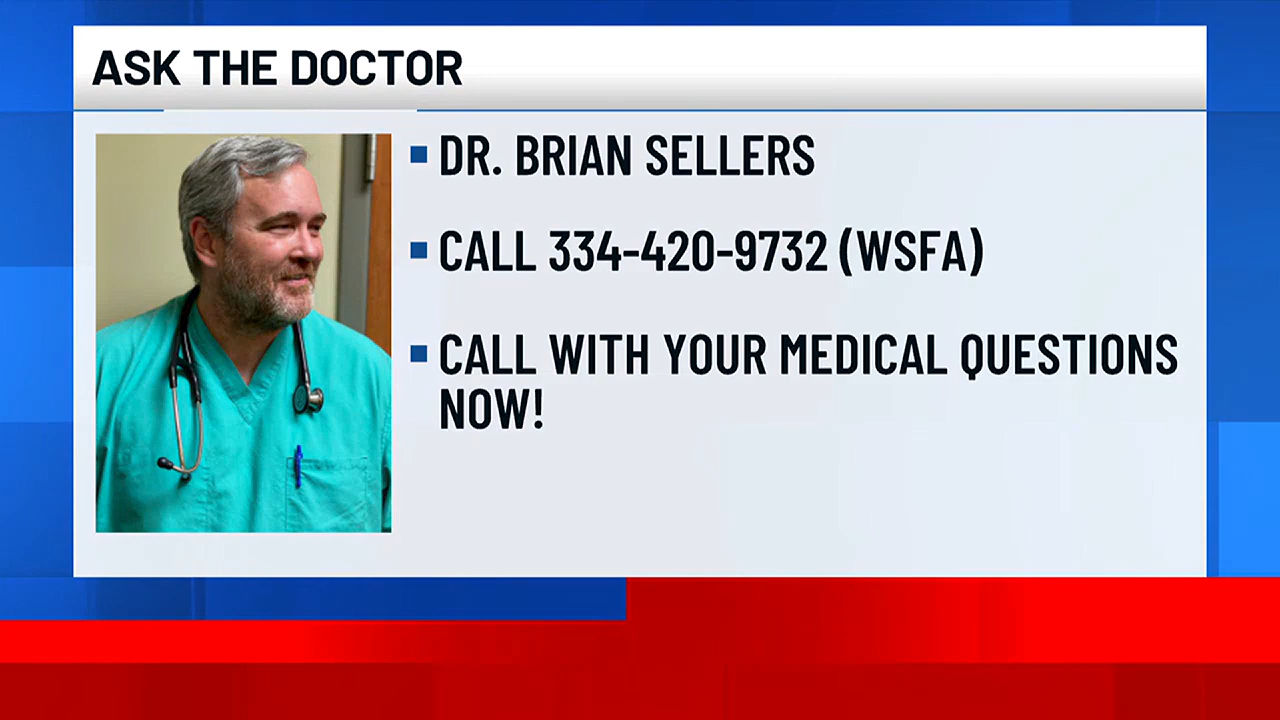 ASK THE DOCTOR
DR. BRIAN SELLERS
CALL 334-420-9732 (WSFA)
CALL WITH YOUR MEDICAL QUESTIONS
NOW!